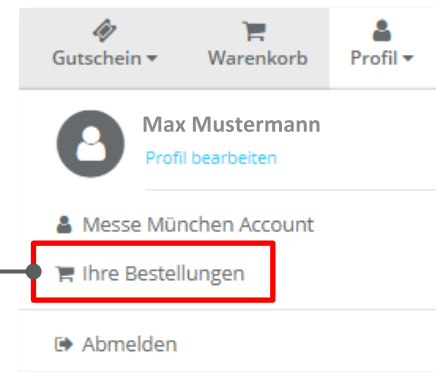 Gutschein Warenkorb Profil
Max Mustermann
Profil bearbeiten
Messe München Account
Ihre Bestellungen
Abmelden